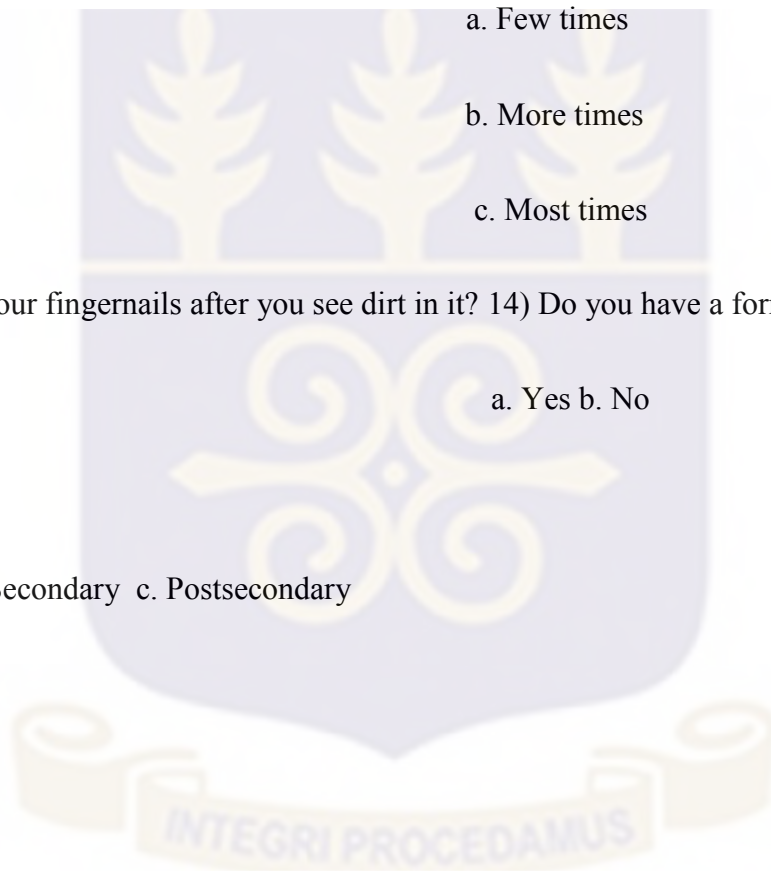 a. Few times
b. More times
c. Most times
our fingernails after you see dirt in it? 14) Do you have a for
a. Yes b. No
Secondary c. Postsecondary
INTEGRI PROCEDAMUS